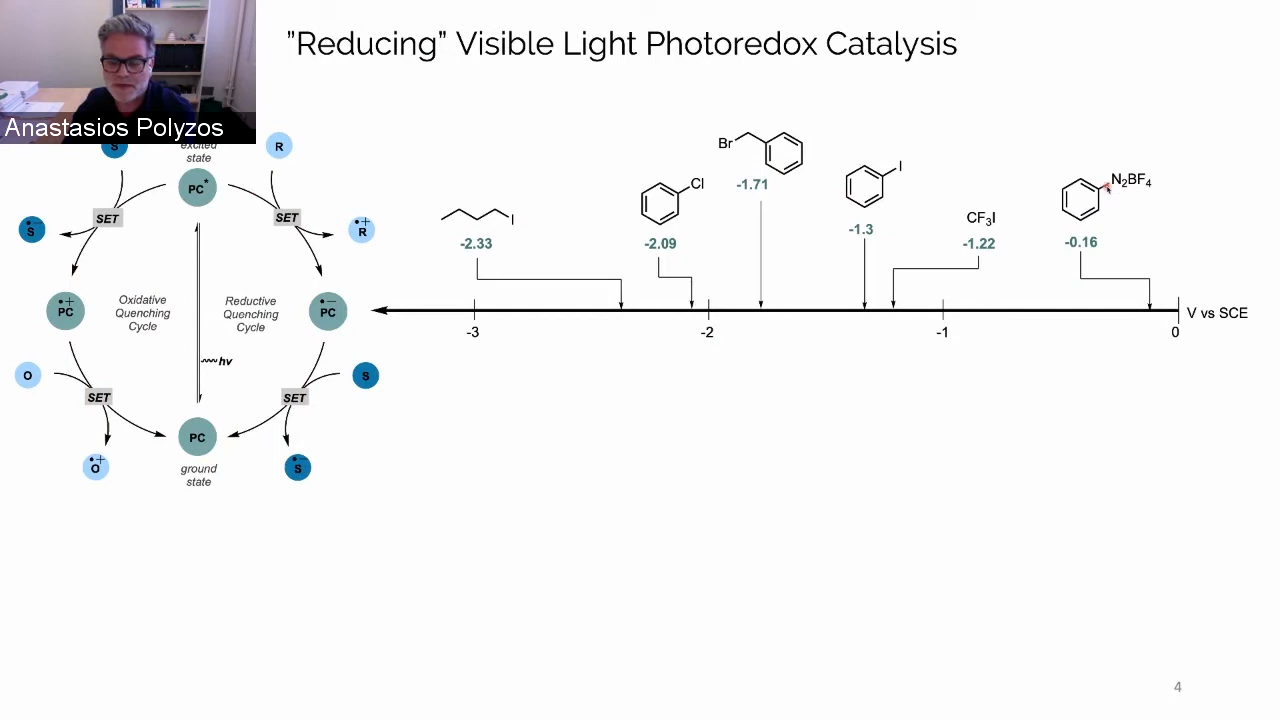 "Reducing" Visible Light Photoredox Catalysis
Anastasios Polyzos
S
excited
state
R
PC*
SET
SET
S•−
R•+
PC•+
Oxidative
Quenching
Cycle
Reductive
Quenching
Cycle
PC•−
hv
O
S
SET
SET
PC
O•+
S•−
ground
state
I
-2.33
Cl
-2.09
Br
-1.71
I
-1.3
CF₃I
-1.22
N₂BF₄
-0.16
-3
-2
-1
0
V vs SCE
4